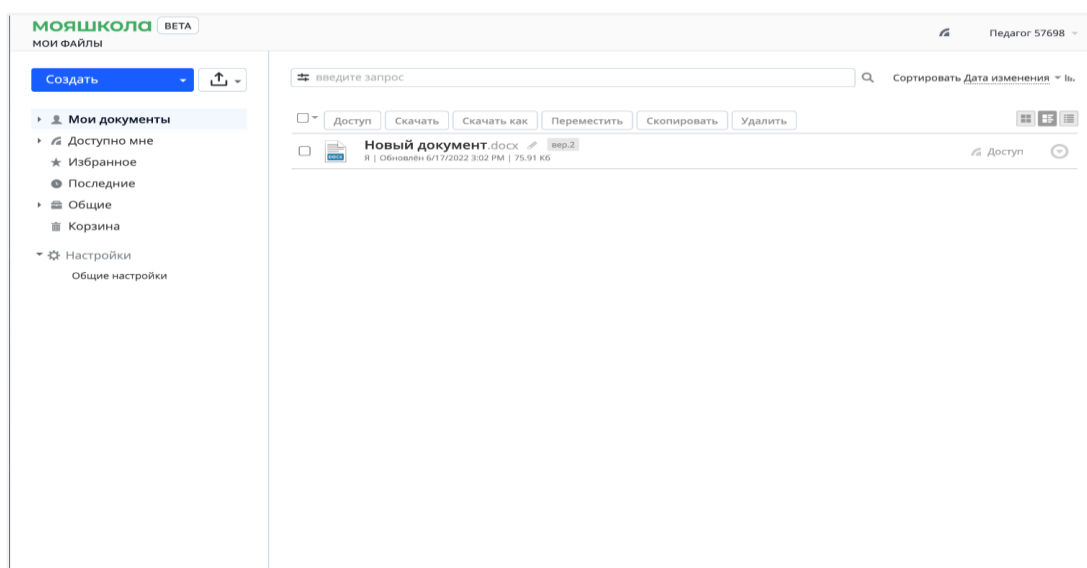 МОЯШКОЛА BETA
МОИ ФАЙЛЫ
Педагог 57698
Создать
введите запрос
Сортировать Дата изменения
Мои документы
Доступно мне
Избранное
Последние
Общие
Корзина
Настройки
Общие настройки
Доступ Скачать Скачать как Переместить Скопировать Удалить
Новый документ.docx вер.2
DOCX
Я | Обновлён 6/17/2022 3:02 PM | 75.91 Кб
Доступ